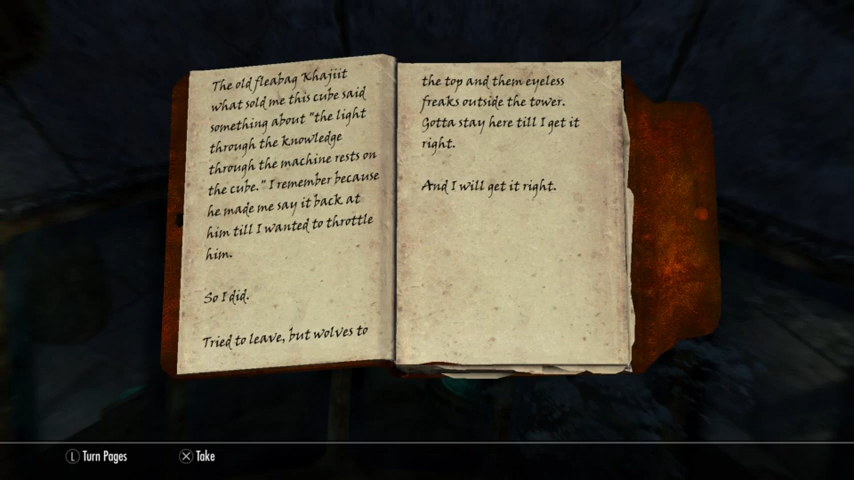 The old fleabag Khajiit
what sold me this cube said
something about "the light
through the knowledge
through the machine rests on
the cube." I remember because
he made me say it back at
him till I wanted to throttle
him.
So I did.
Tried to leave, but wolves to
the top and them eyeless
freaks outside the tower.
Gotta stay here till I get it
right.
And I will get it right.
L Turn Pages
X Take